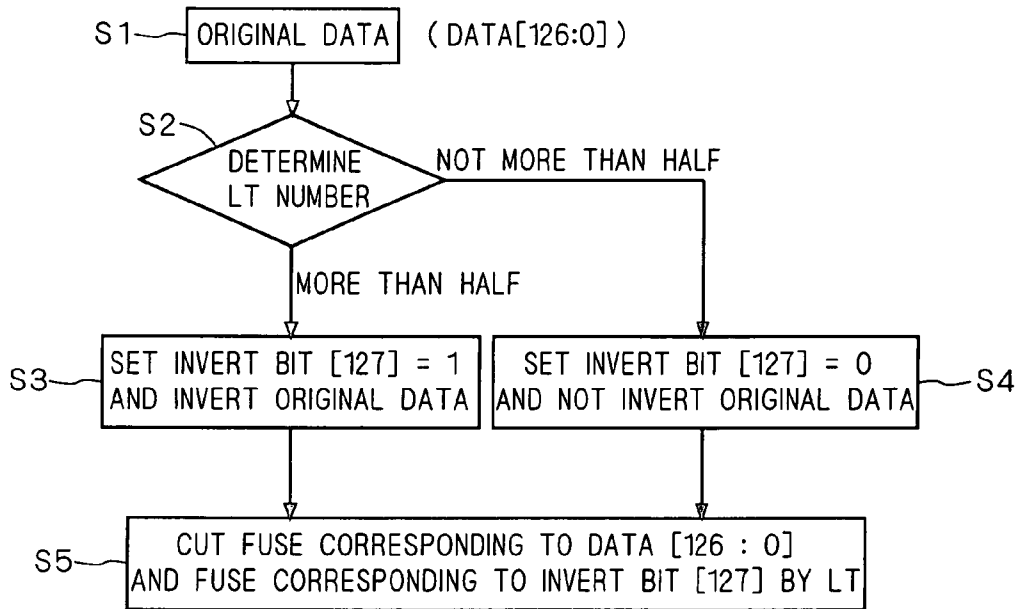 S1 ORIGINAL DATA (DATA[126:0])
S2
DETERMINE
LT NUMBER
NOT MORE THAN HALF
MORE THAN HALF
S3
SET INVERT BIT [127] = 1
AND INVERT ORIGINAL DATA
SET INVERT BIT [127] = 0
AND NOT INVERT ORIGINAL DATA
S4
S5
CUT FUSE CORRESPONDING TO DATA [126 : 0]
AND FUSE CORRESPONDING TO INVERT BIT [127] BY LT